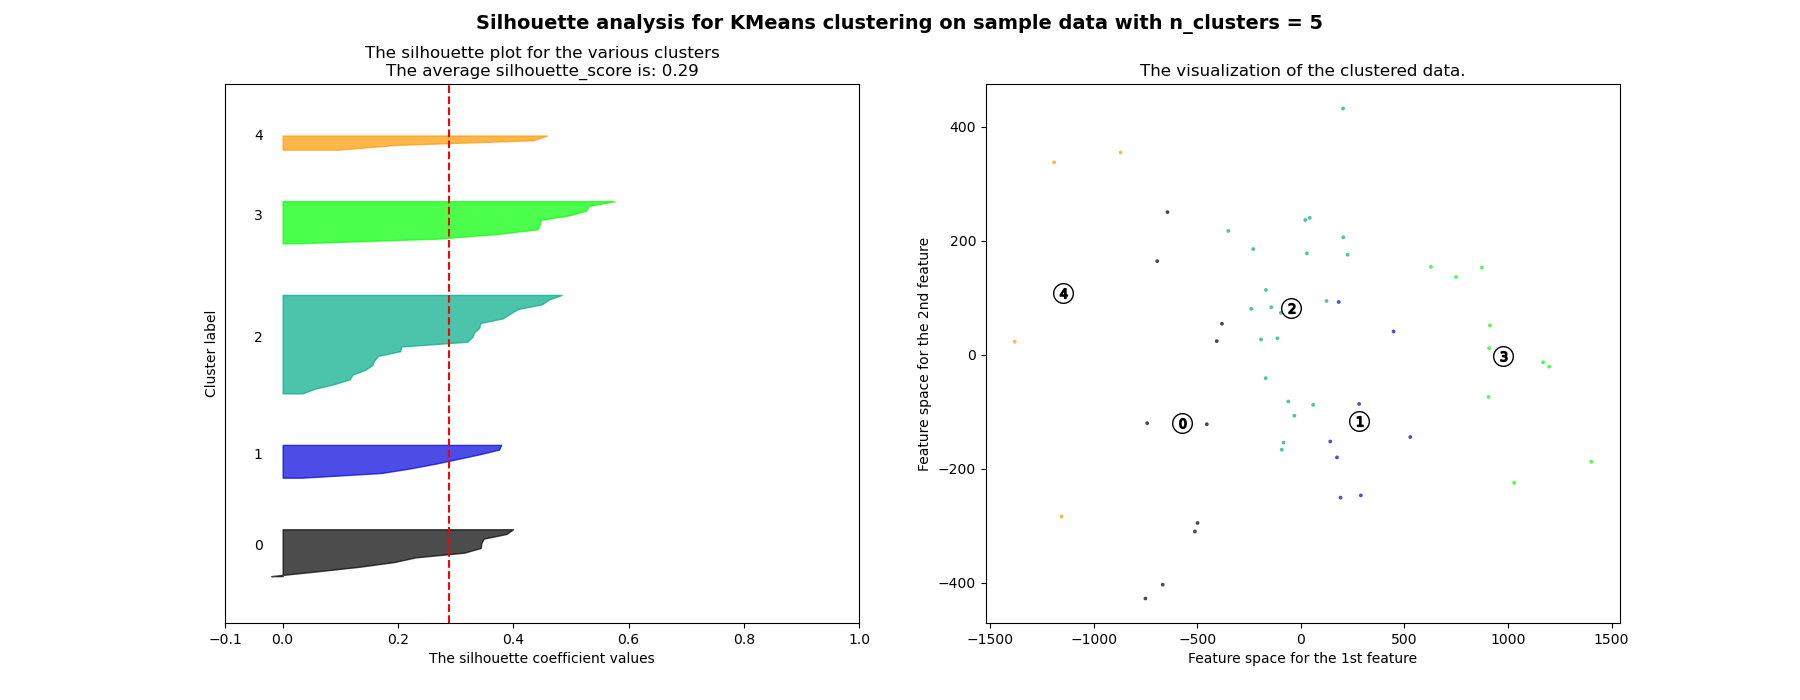 Silhouette analysis for KMeans clustering on sample data with n_clusters = 5
The silhouette plot for the various clusters
The average silhouette_score is: 0.29
4
3
2
1
0
Cluster label
−0.1 0.0 0.2 0.4 0.6 0.8 1.0
The silhouette coefficient values
The visualization of the clustered data.
400
200
0
−200
−400
Feature space for the 2nd feature
4
2
3
1
0
−1500 −1000 −500 0 500 1000 1500
Feature space for the 1st feature